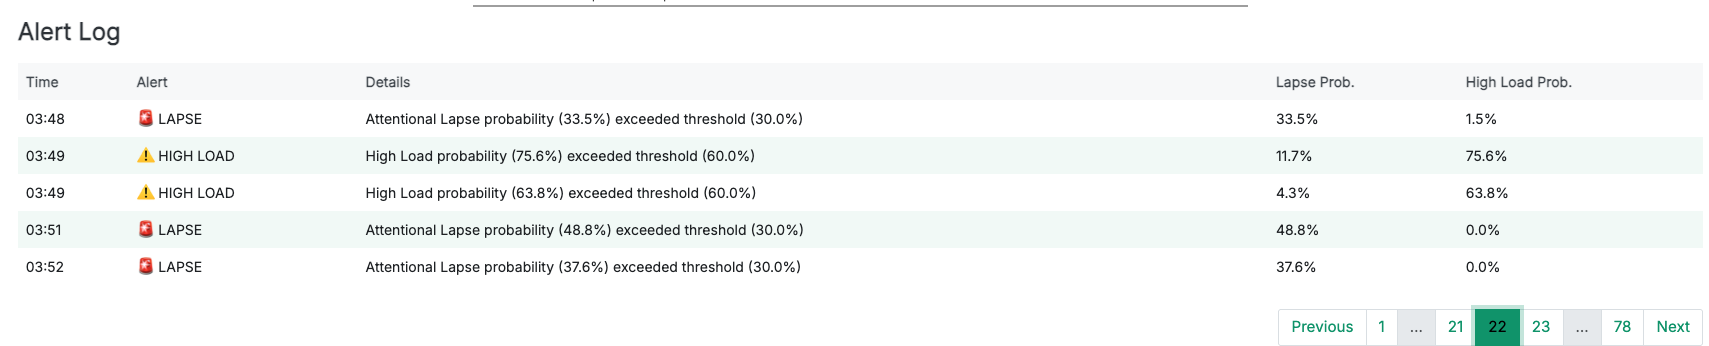 Alert Log
Time Alert Details Lapse Prob. High Load Prob.
03:48 🚨 LAPSE Attentional Lapse probability (33.5%) exceeded threshold (30.0%) 33.5% 1.5%
03:49 ⚠️ HIGH LOAD High Load probability (75.6%) exceeded threshold (60.0%) 11.7% 75.6%
03:49 ⚠️ HIGH LOAD High Load probability (63.8%) exceeded threshold (60.0%) 4.3% 63.8%
03:51 🚨 LAPSE Attentional Lapse probability (48.8%) exceeded threshold (30.0%) 48.8% 0.0%
03:52 🚨 LAPSE Attentional Lapse probability (37.6%) exceeded threshold (30.0%) 37.6% 0.0%
Previous 1 ... 21 22 23 ... 78 Next